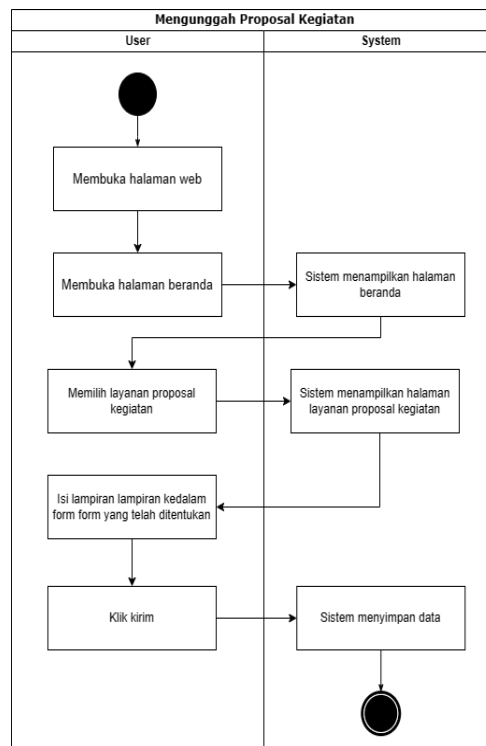 Mengunggah Proposal Kegiatan
User
System
Membuka halaman web
Membuka halaman beranda
Sistem menampilkan halaman
beranda
Memilih layanan proposal
kegiatan
Sistem menampilkan halaman
layanan proposal kegiatan
Isi lampiran lampiran kedalam
form form yang telah ditentukan
Klik kirim
Sistem menyimpan data